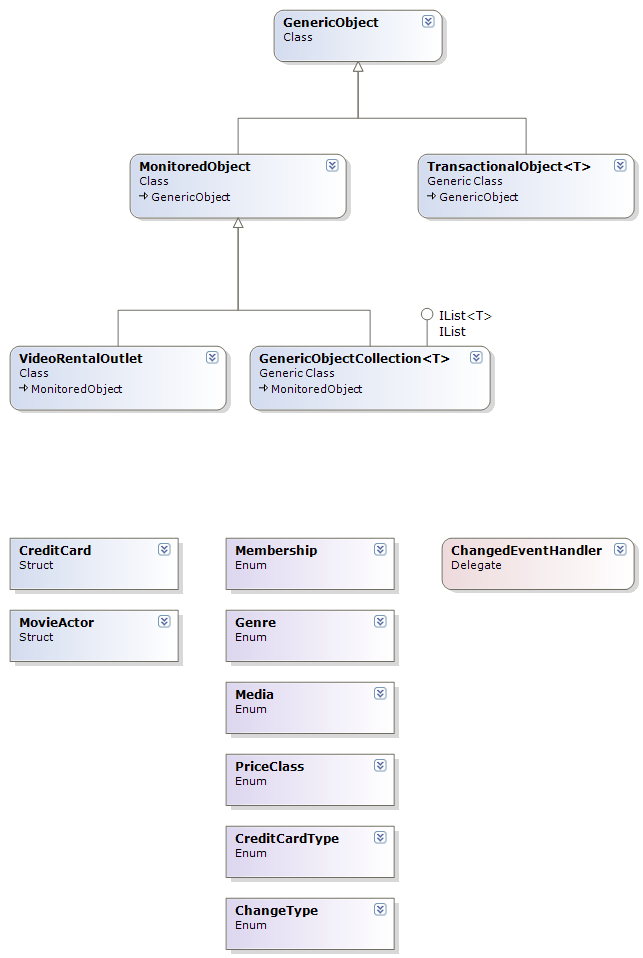 GenericObject
Class
MonitoredObject
Class
GenericObject
TransactionalObject<T>
Generic Class
GenericObject
IList<T>
IList
VideoRentalOutlet
Class
MonitoredObject
GenericObjectCollection<T>
Generic Class
MonitoredObject
CreditCard
Struct
Membership
Enum
ChangedEventHandler
Delegate
MovieActor
Struct
Genre
Enum
Media
Enum
PriceClass
Enum
CreditCardType
Enum
ChangeType
Enum